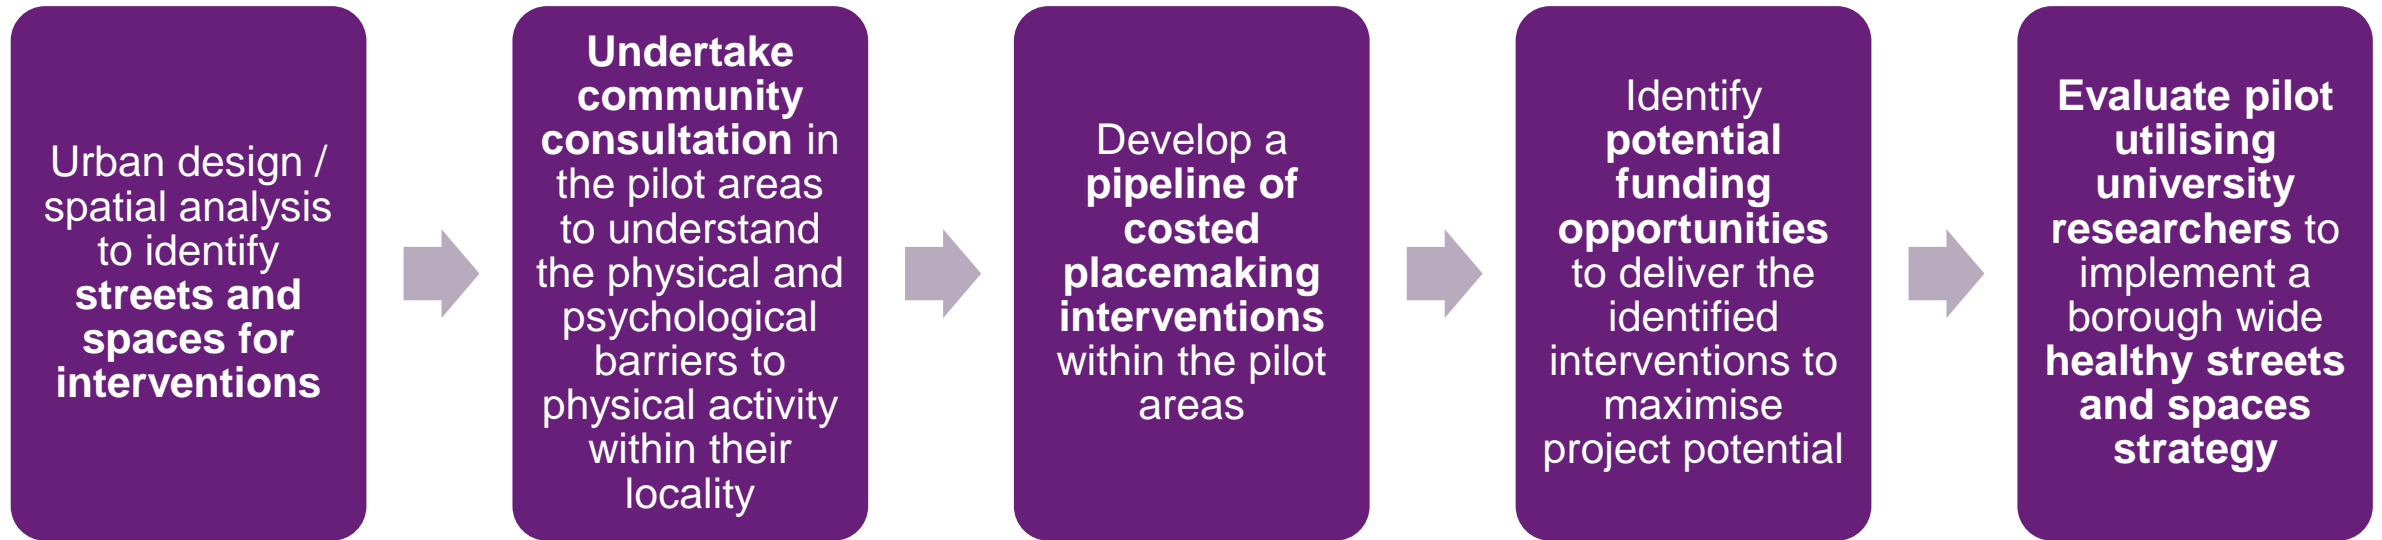 Urban design /
spatial analysis
to identify
streets and
spaces for
interventions
Undertake
community
consultation in
the pilot areas
to understand
the physical and
psychological
barriers to
physical activity
within their
locality
Develop a
pipeline of
costed
placemaking
interventions
within the pilot
areas
Identify
potential
funding
opportunities
to deliver the
identified
interventions to
maximise
project potential
Evaluate pilot
utilising
university
researchers to
implement a
borough wide
healthy streets
and spaces
strategy